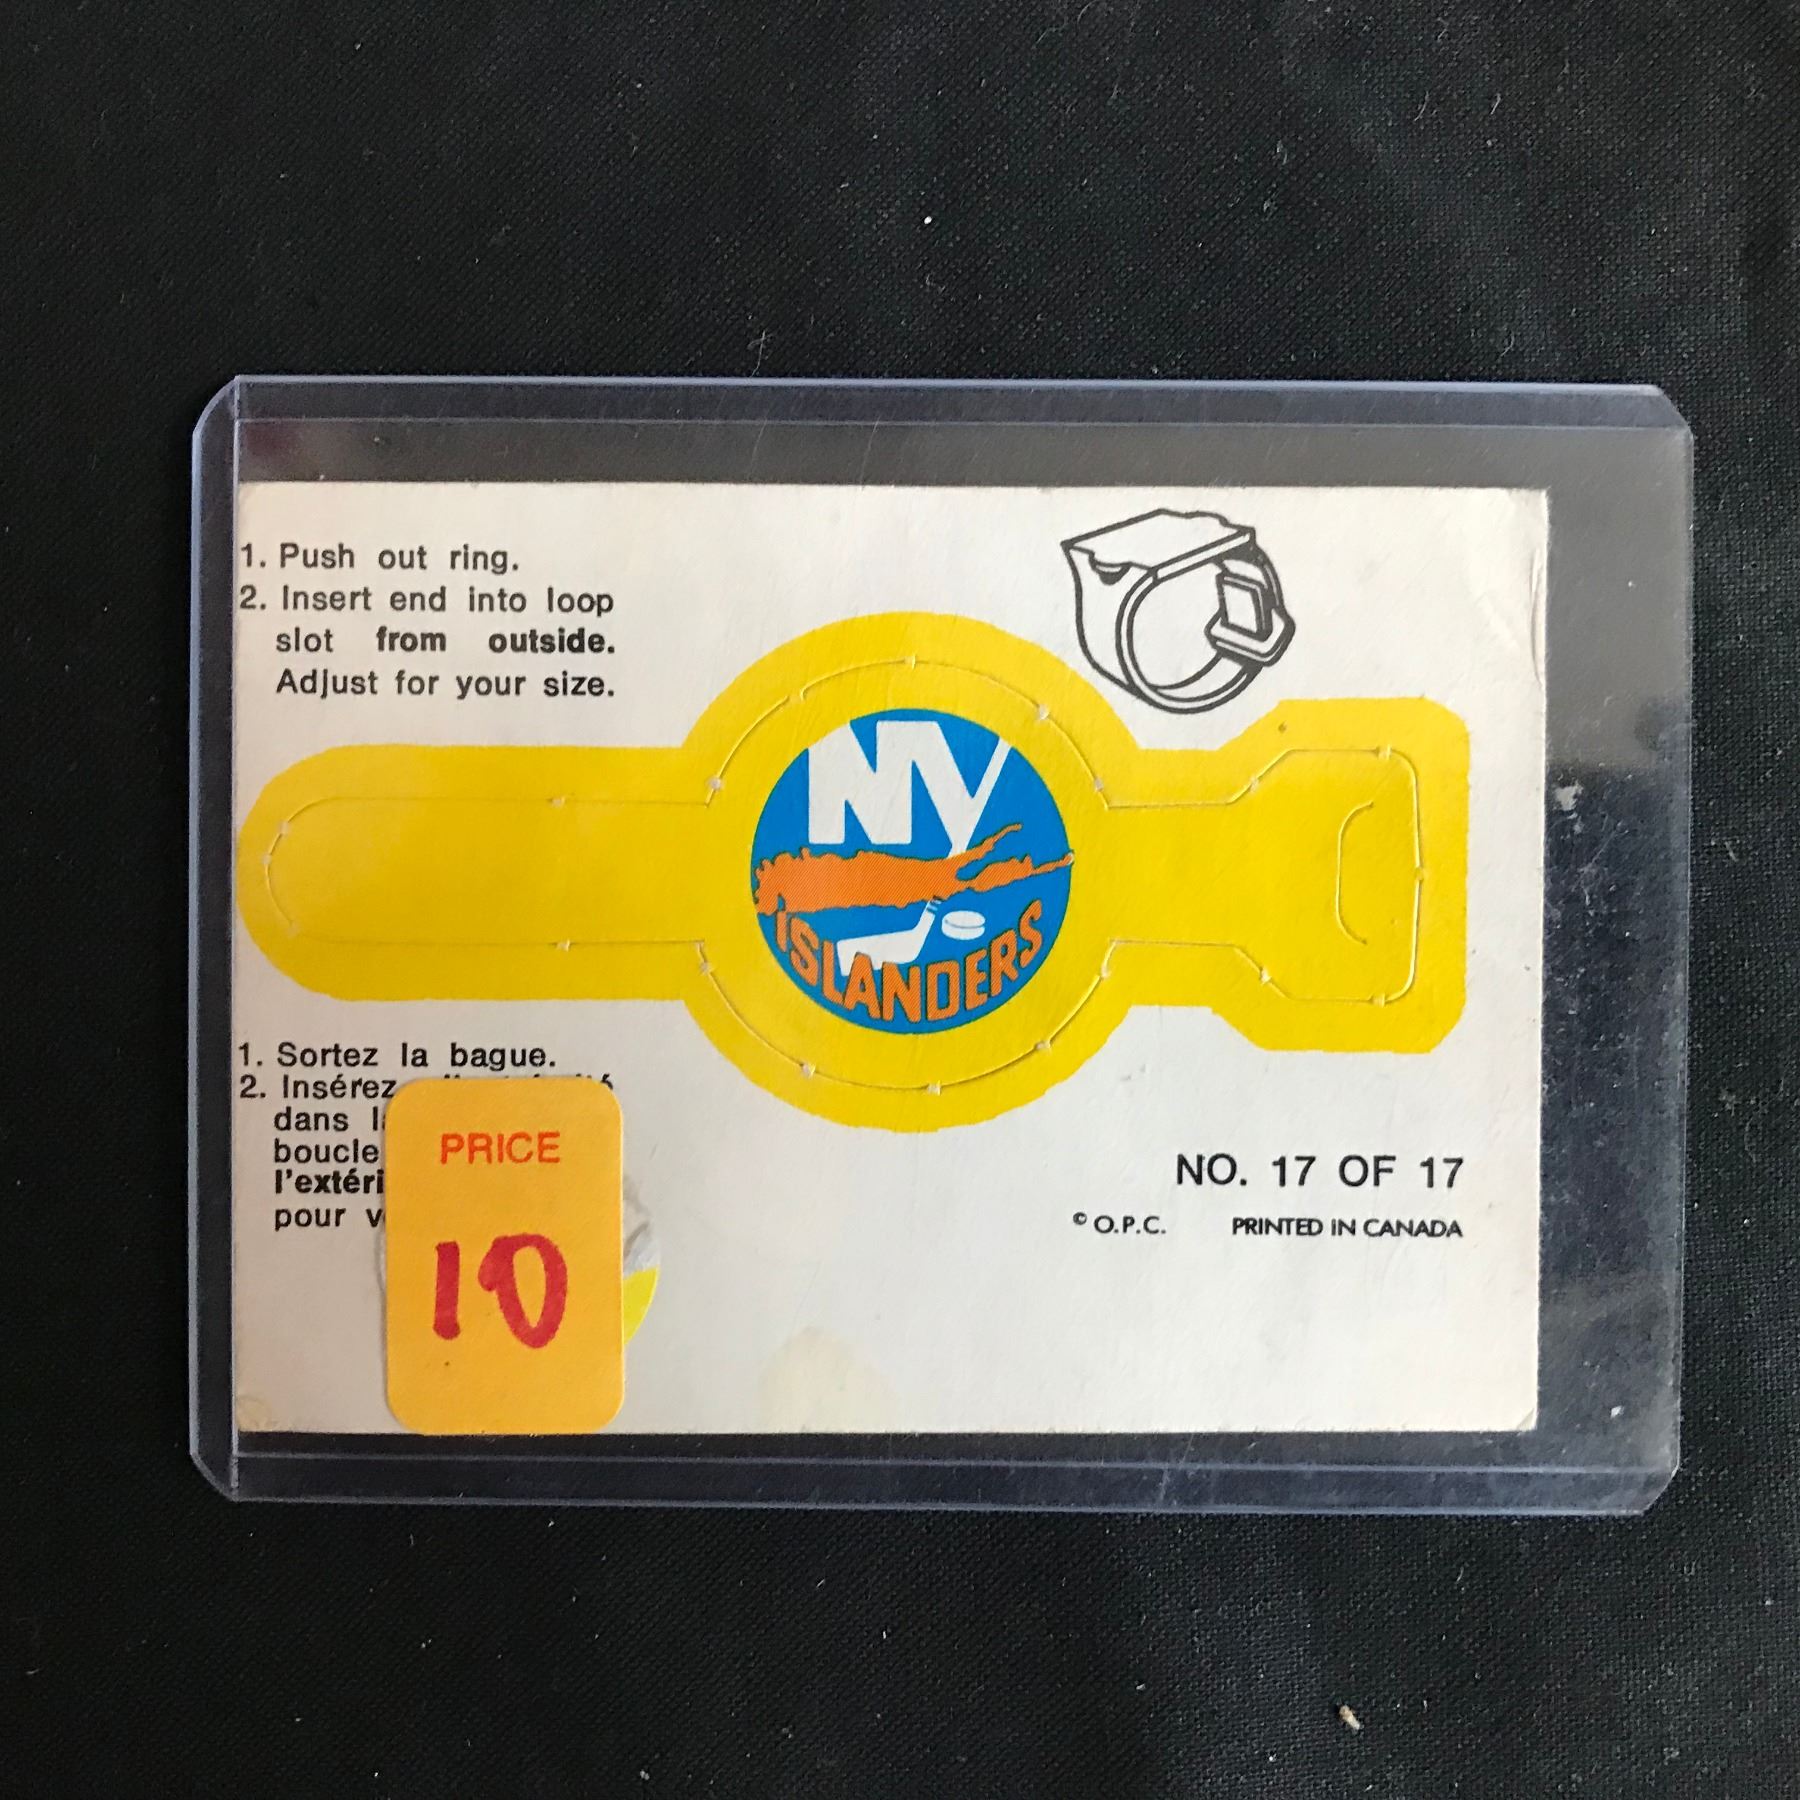 1. Push out ring.
2. Insert end into loop
slot from outside.
Adjust for your size.
NY
ISLANDERS
1. Sortez la bague.
2. Insérez
dans
boucle
pour
PRICE
10
NO. 17 OF 17
© O.P.C. PRINTED IN CANADA